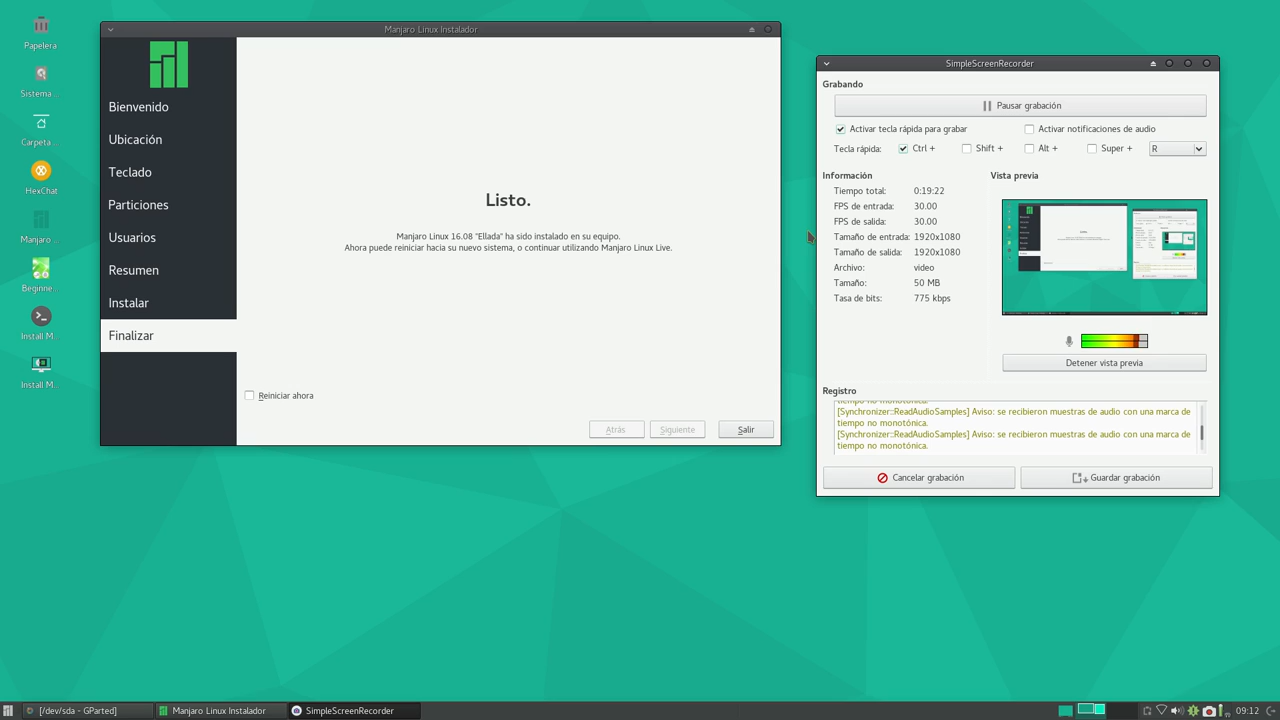 Papelera
Sistema...
Carpeta...
HexChat
Manjaro...
Beginne...
Install M...
Install M...
Manjaro Linux Instalador
Bienvenido
Ubicación
Teclado
Particiones
Usuarios
Resumen
Instalar
Finalizar
Listo.
Manjaro Linux 16.08 "Ellada" ha sido instalado en su equipo.
Ahora puede reiniciar hacia su nuevo sistema, o continuar utilizando Manjaro Linux Live.
Reiniciar ahora
Atrás
Siguiente
Salir
SimpleScreenRecorder
Grabando
Pausar grabación
Activar tecla rápida para grabar
Activar notificaciones de audio
Tecla rápida: Ctrl + Shift + Alt + Super + R
Información
Tiempo total: 0:19:22
FPS de entrada: 30.00
FPS de salida: 30.00
Tamaño de entrada: 1920x1080
Tamaño de salida: 1920x1080
Archivo: video
Tamaño: 50 MB
Tasa de bits: 775 kbps
Vista previa
Detener vista previa
Registro
tiempo no monotónica.
[Synchronizer::ReadAudioSamples] Aviso: se recibieron muestras de audio con una marca de
tiempo no monotónica.
[Synchronizer::ReadAudioSamples] Aviso: se recibieron muestras de audio con una marca de
tiempo no monotónica.
Cancelar grabación
Guardar grabación
[/dev/sda - GParted]
Manjaro Linux Instalador
SimpleScreenRecorder
09:12